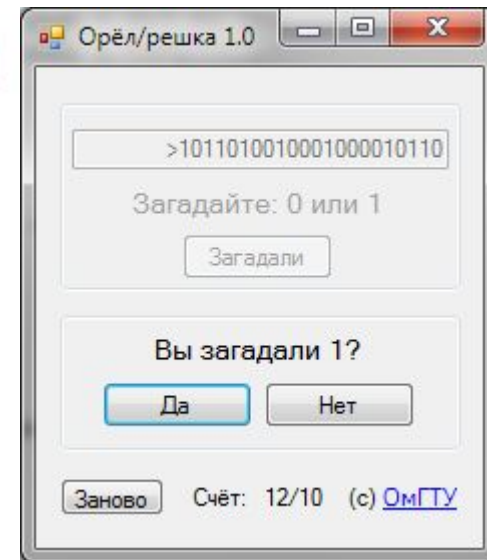 Орёл/решка 1.0
>1011010010001000010110
Загадайте: 0 или 1
Загадали
Вы загадали 1?
Да Нет
Заново Счёт: 12/10 (с) ОмГТУ